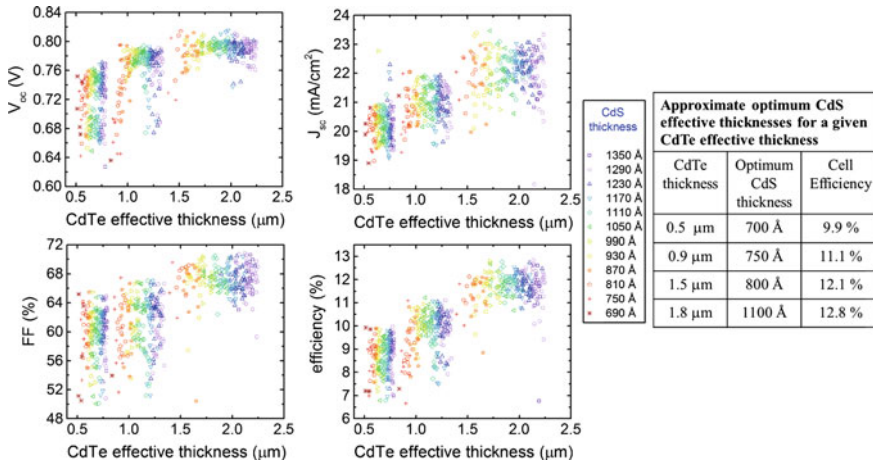 0.84
0.80
0.76
0.72
0.68
0.64
0.60
V_oc (V)
0.5 1.0 1.5 2.0 2.5
CdTe effective thickness (μm)
24
23
22
21
20
19
18
J_sc (mA/cm²)
0.5 1.0 1.5 2.0 2.5
CdTe effective thickness (μm)
72
68
64
60
56
52
48
FF (%)
0.5 1.0 1.5 2.0 2.5
CdTe effective thickness (μm)
13
12
11
10
9
8
7
6
efficiency (%)
0.5 1.0 1.5 2.0 2.5
CdTe effective thickness (μm)
CdS
thickness
1350 Å
1290 Å
1230 Å
1170 Å
1110 Å
1050 Å
990 Å
930 Å
870 Å
810 Å
750 Å
690 Å
Approximate optimum CdS
effective thicknesses for a given
CdTe effective thickness
CdTe thickness | Optimum CdS thickness | Cell Efficiency
0.5 μm 700 Å 9.9 %
0.9 μm 750 Å 11.1 %
1.5 μm 800 Å 12.1 %
1.8 μm 1100 Å 12.8 %